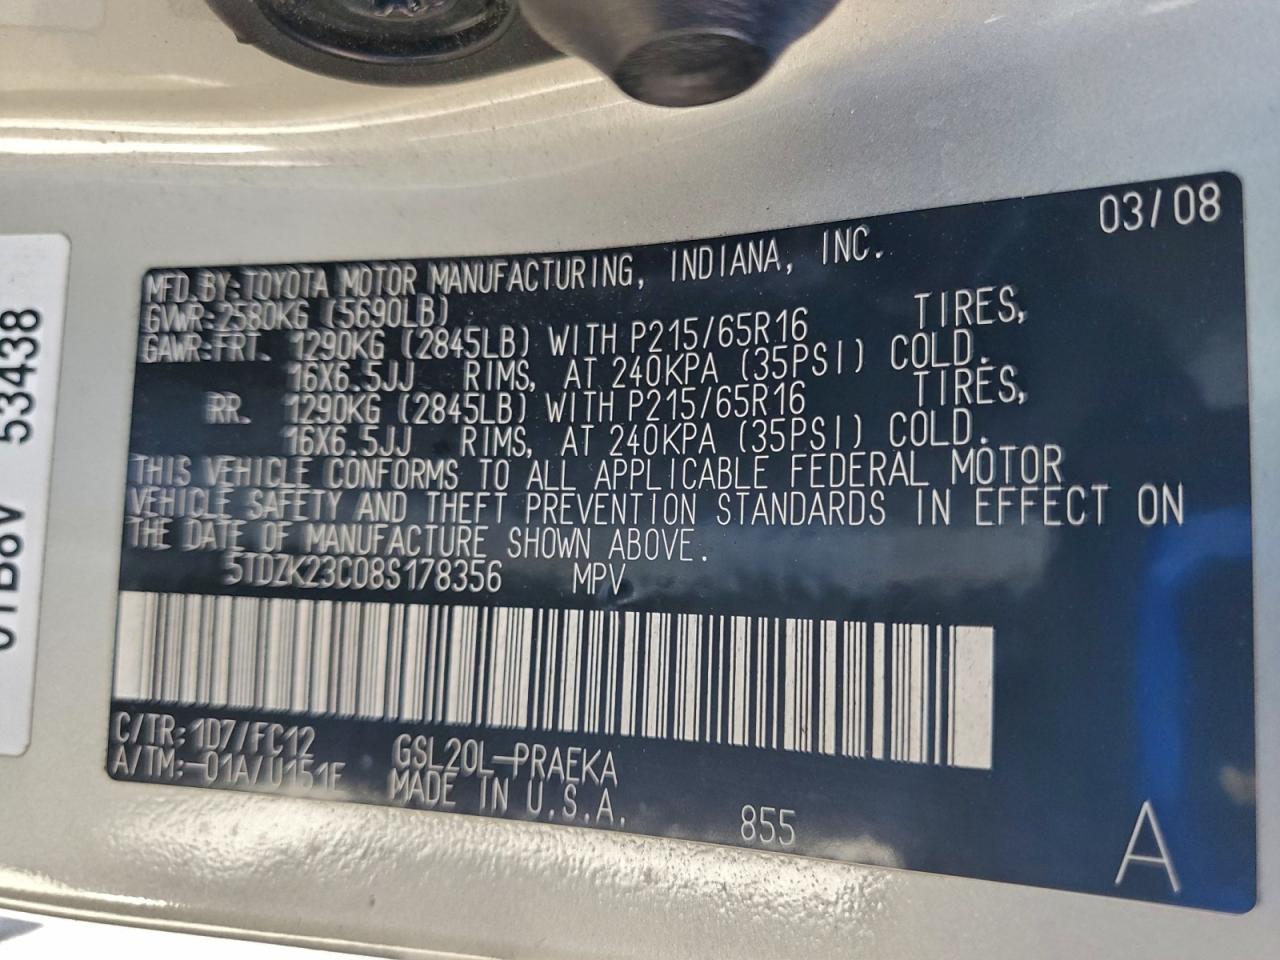 03/08
MFD.BY:TOYOTA MOTOR MANUFACTURING, INDIANA, INC.
GVWR:2580KG (5690LB)
GAWR:FRT. 1290KG (2845LB) WITH P215/65R16 TIRES,
16X6.5JJ RIMS, AT 240KPA (35PSI) COLD.
RR. 1290KG (2845LB) WITH P215/65R16 TIRES,
16X6.5JJ RIMS, AT 240KPA (35PSI) COLD.
THIS VEHICLE CONFORMS TO ALL APPLICABLE FEDERAL MOTOR
VEHICLE SAFETY AND THEFT PREVENTION STANDARDS IN EFFECT ON
THE DATE OF MANUFACTURE SHOWN ABOVE.
5TDZK23C08S178356 MPV
C/TR:1D7/FC12 GSL20L-PRAEKA
A/TM:-01A/U151F MADE IN U.S.A.
855
A
53438